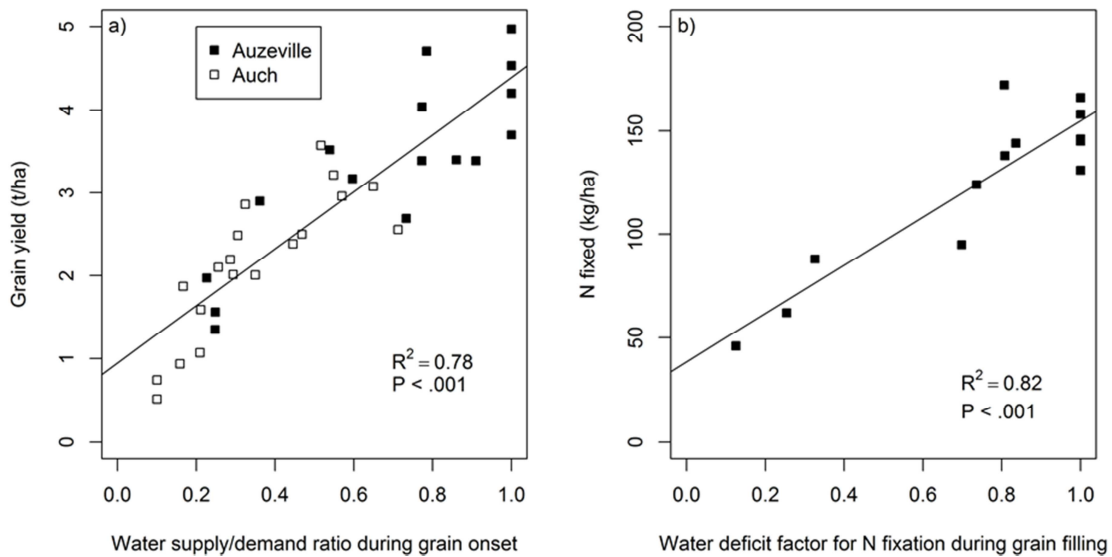 a)
■ Auzeville
□ Auch
5
4
3
2
1
0
Grain yield (t/ha)
R² = 0.78
P < .001
0.0 0.2 0.4 0.6 0.8 1.0
Water supply/demand ratio during grain onset
b)
200
150
100
50
0
N fixed (kg/ha)
R² = 0.82
P < .001
0.0 0.2 0.4 0.6 0.8 1.0
Water deficit factor for N fixation during grain filling